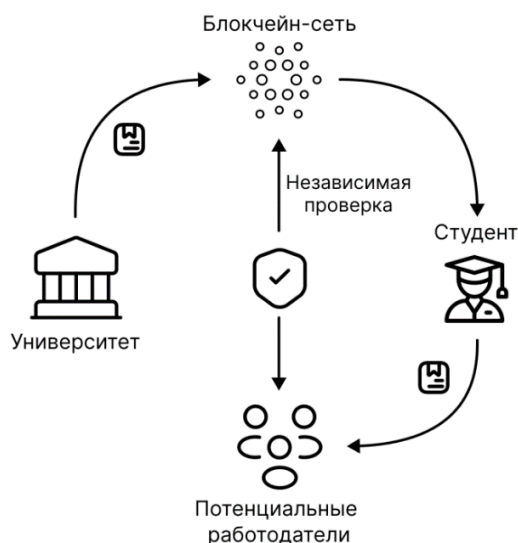 Блокчейн-сеть
Независимая
проверка
Студент
Университет
Потенциальные
работодатели